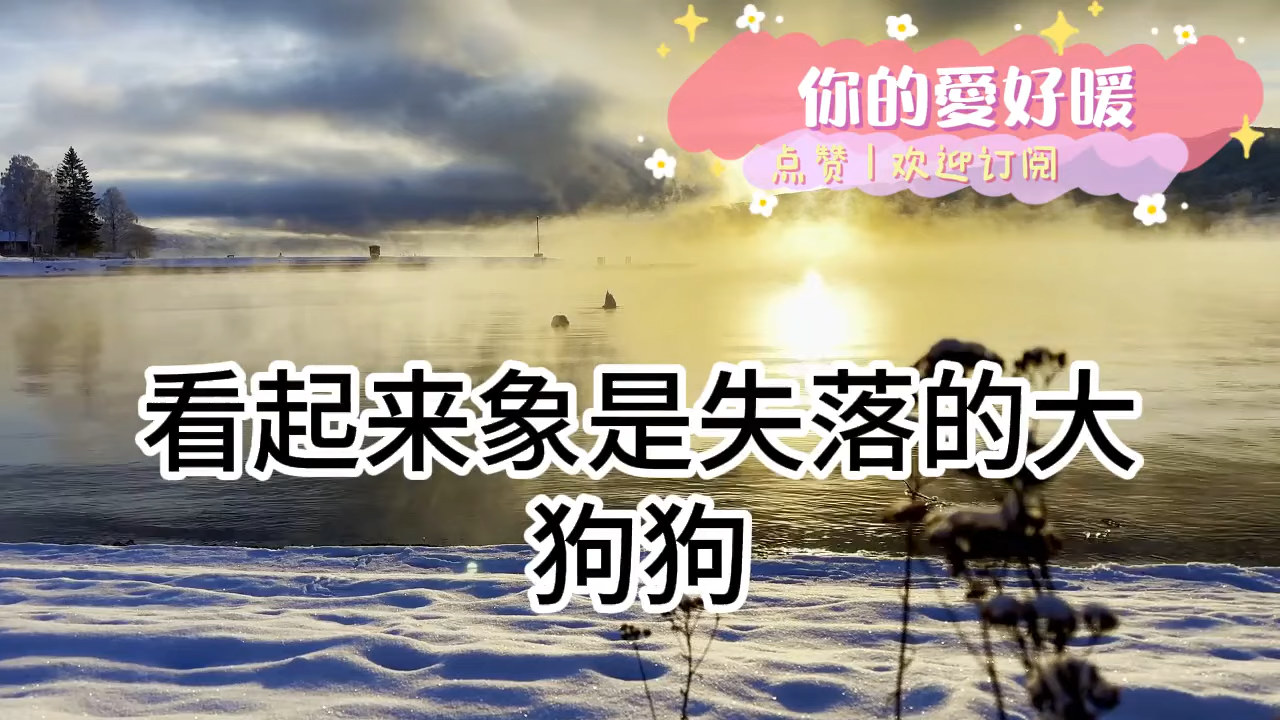 你的愛好暖
点赞 | 欢迎订阅
看起来象是失落的大
狗狗